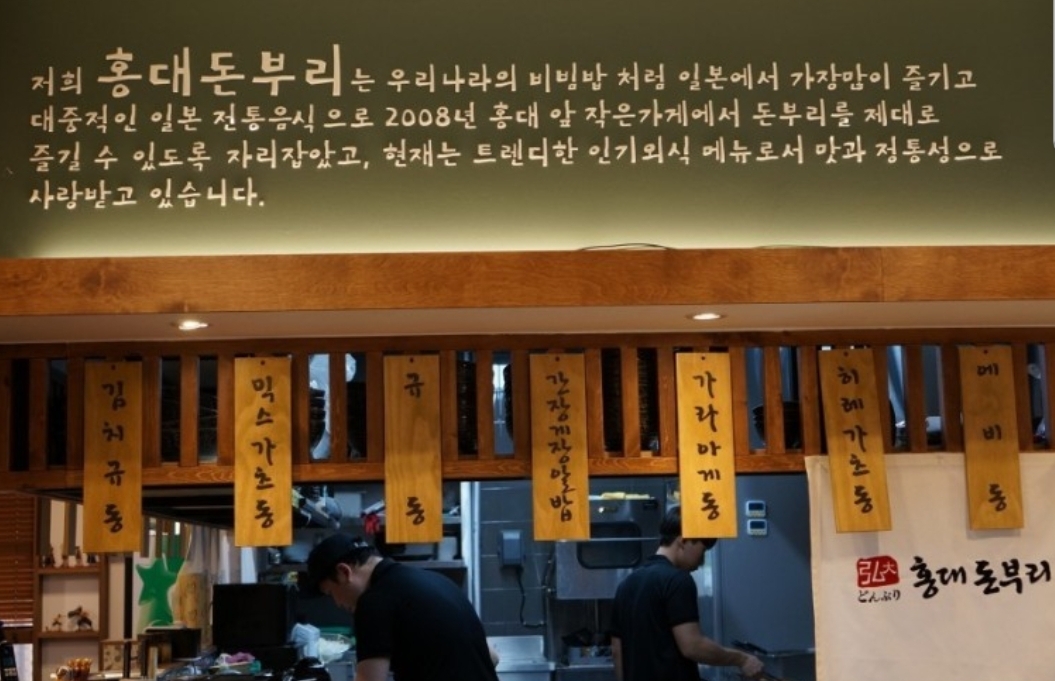 저희 홍대돈부리는 우리나라의 비빔밥 처럼 일본에서 가장많이 즐기고
대중적인 일본 전통음식으로 2008년 홍대 앞 작은가게에서 돈부리를 제대로
즐길 수 있도록 자리잡았고, 현재는 트렌디한 인기외식 메뉴로서 맛과 정통성으로
사랑받고 있습니다.
김치규동
믹스가츠동
규동
간장게장알밥
가라아게동
히레가츠동
에비동
弘大
どんぶり
홍대돈부리